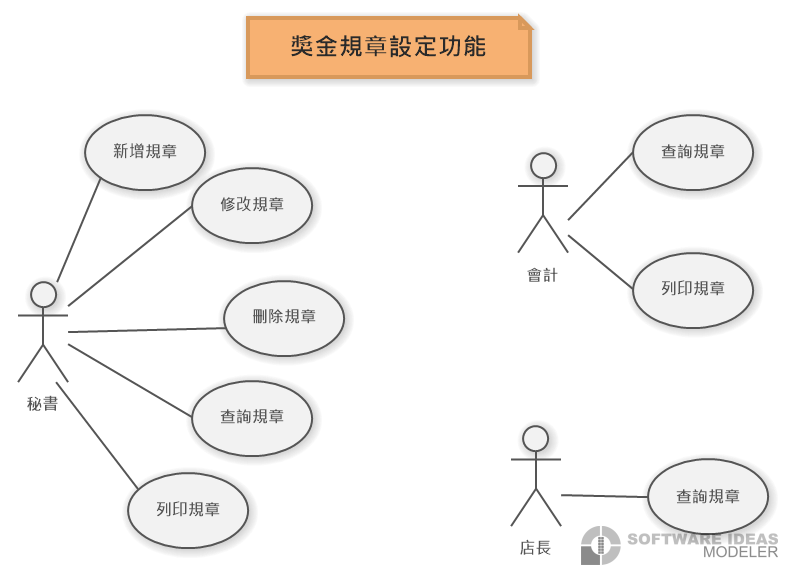 獎金規章設定功能
新增規章
修改規章
刪除規章
查詢規章
列印規章
秘書
查詢規章
列印規章
會計
查詢規章
店長
SOFTWARE IDEAS
MODELER